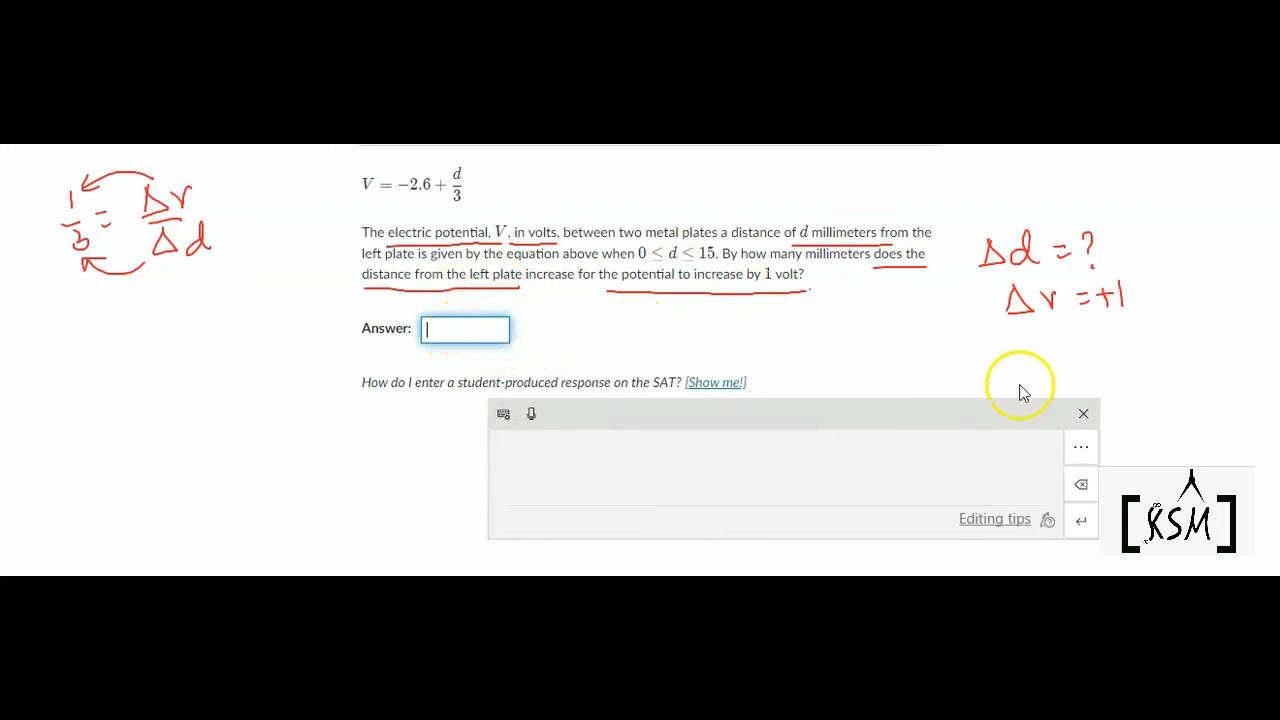 V = −2.6 + d/3
The electric potential, V, in volts, between two metal plates a distance of d millimeters from the
left plate is given by the equation above when 0 ≤ d ≤ 15. By how many millimeters does the
distance from the left plate increase for the potential to increase by 1 volt?
Answer:
How do I enter a student-produced response on the SAT? [Show me!]
1/3 = Δv/Δd
Δd = ?
Δv = +1
Editing tips
[KSM]